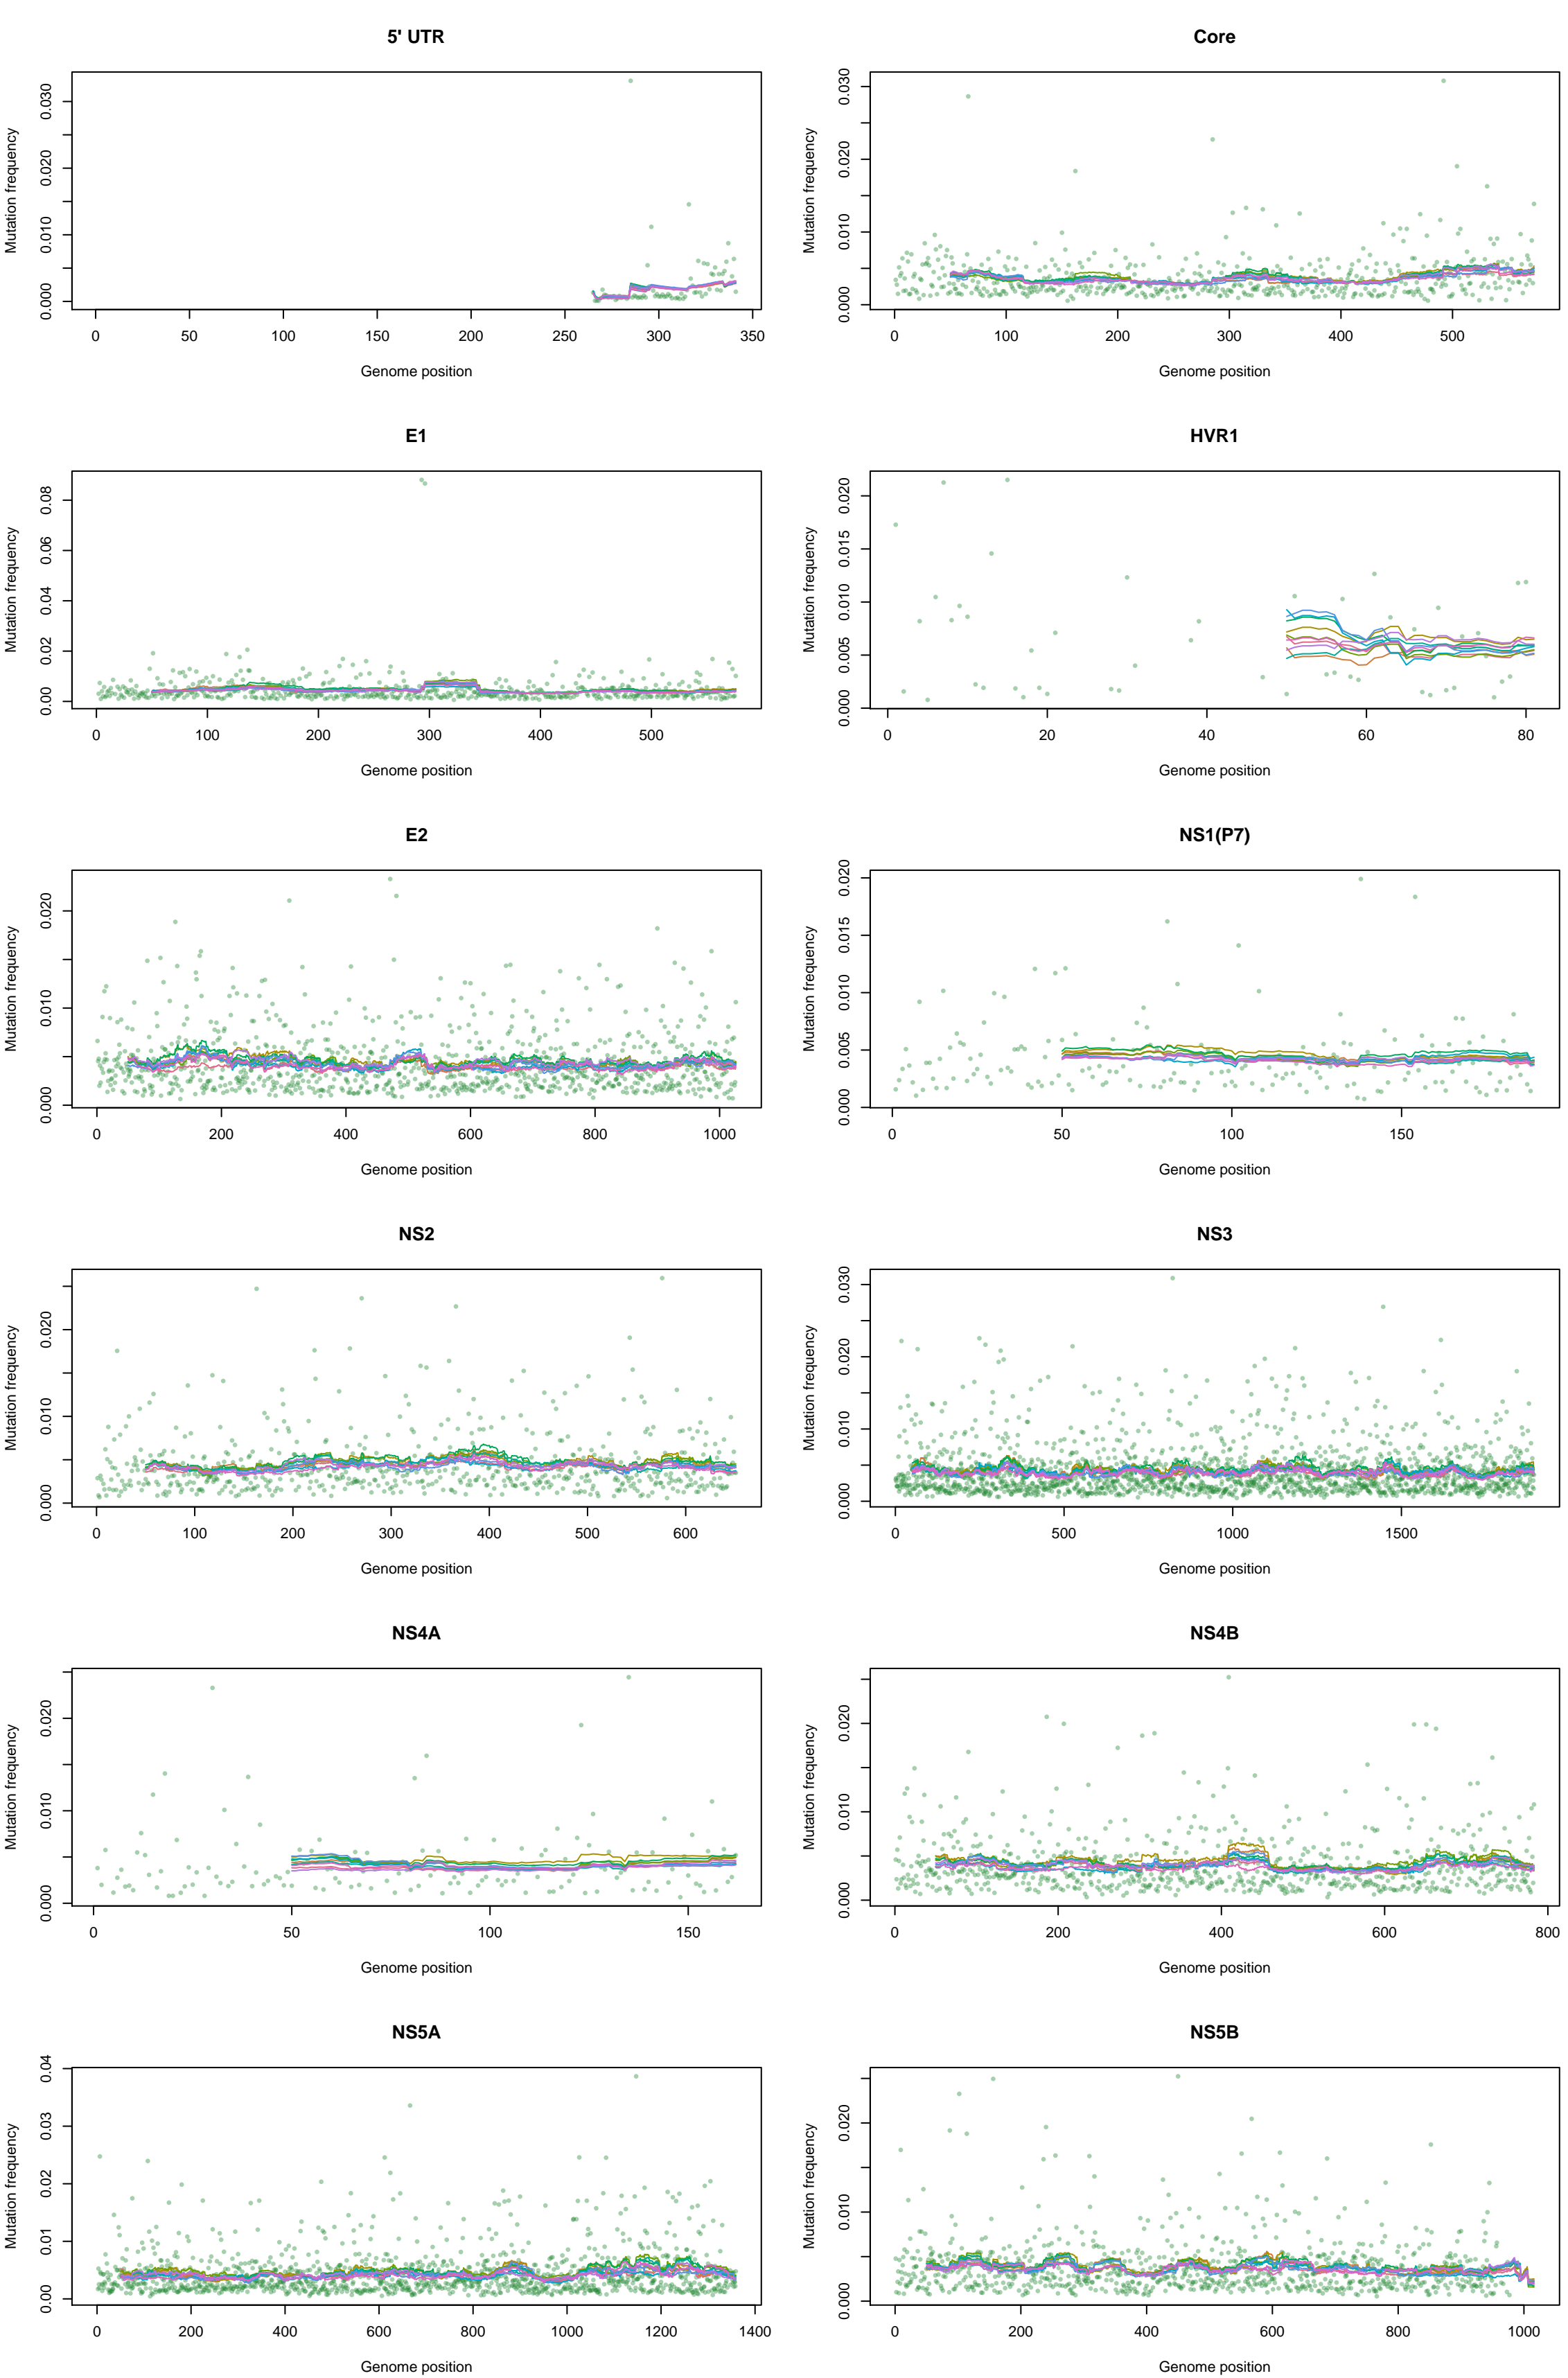 5' UTR
Mutation frequency
0.000 0.010 0.020 0.030
0 50 100 150 200 250 300 350
Genome position
Core
Mutation frequency
0.000 0.010 0.020 0.030
0 100 200 300 400 500
Genome position
E1
Mutation frequency
0.00 0.02 0.04 0.06 0.08
0 100 200 300 400 500
Genome position
HVR1
Mutation frequency
0.000 0.005 0.010 0.015 0.020
0 20 40 60 80
Genome position
E2
Mutation frequency
0.000 0.010 0.020
0 200 400 600 800 1000
Genome position
NS1(P7)
Mutation frequency
0.000 0.005 0.010 0.015 0.020
0 50 100 150
Genome position
NS2
Mutation frequency
0.000 0.010 0.020
0 100 200 300 400 500 600
Genome position
NS3
Mutation frequency
0.000 0.010 0.020 0.030
0 500 1000 1500
Genome position
NS4A
Mutation frequency
0.000 0.010 0.020
0 50 100 150
Genome position
NS4B
Mutation frequency
0.000 0.010 0.020
0 200 400 600 800
Genome position
NS5A
Mutation frequency
0.00 0.01 0.02 0.03 0.04
0 200 400 600 800 1000 1200 1400
Genome position
NS5B
Mutation frequency
0.000 0.010 0.020
0 200 400 600 800 1000
Genome position